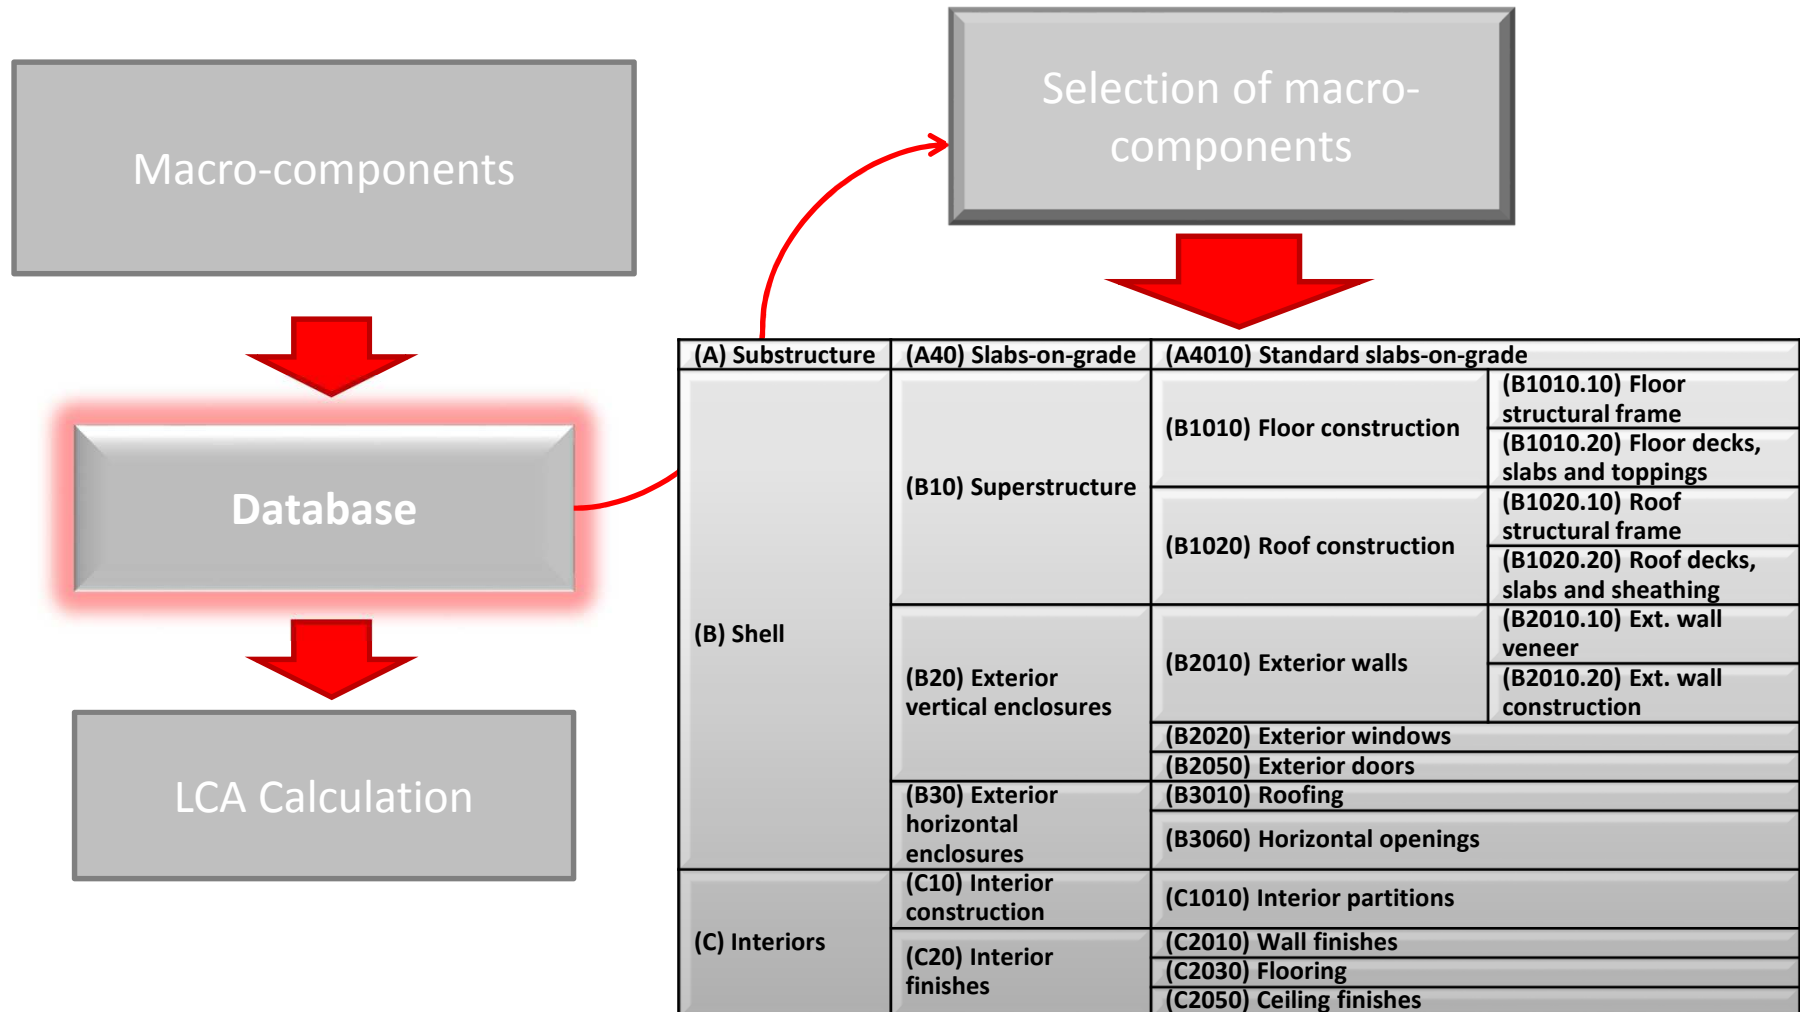 Macro-components
Database
LCA Calculation
Selection of macro-
components
(A) Substructure
(A40) Slabs-on-grade
(A4010) Standard slabs-on-grade
(B) Shell
(B10) Superstructure
(B1010) Floor construction
(B1010.10) Floor
structural frame
(B1010.20) Floor decks,
slabs and toppings
(B1020) Roof construction
(B1020.10) Roof
structural frame
(B1020.20) Roof decks,
slabs and sheathing
(B20) Exterior
vertical enclosures
(B2010) Exterior walls
(B2010.10) Ext. wall
veneer
(B2010.20) Ext. wall
construction
(B2020) Exterior windows
(B2050) Exterior doors
(B30) Exterior
horizontal
enclosures
(B3010) Roofing
(B3060) Horizontal openings
(C) Interiors
(C10) Interior
construction
(C1010) Interior partitions
(C20) Interior
finishes
(C2010) Wall finishes
(C2030) Flooring
(C2050) Ceiling finishes